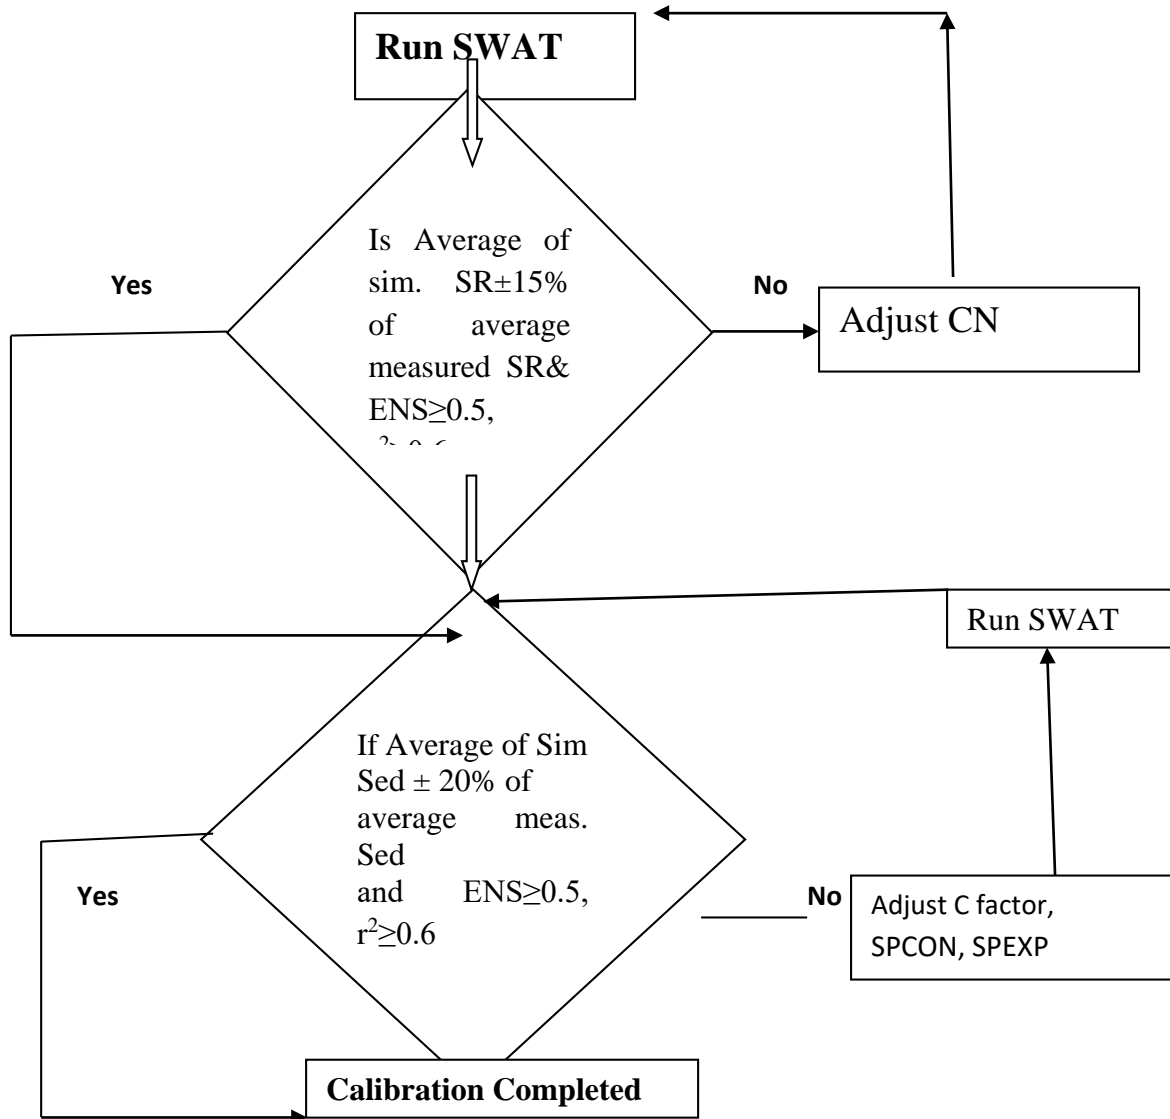 Run SWAT
Is Average of
sim. SR±15%
of average
measured SR&
ENS≥0.5,
Yes
No
Adjust CN
Run SWAT
If Average of Sim
Sed ± 20% of
average meas.
Sed
and ENS≥0.5,
r²≥0.6
Yes
No
Adjust C factor,
SPCON, SPEXP
Calibration Completed